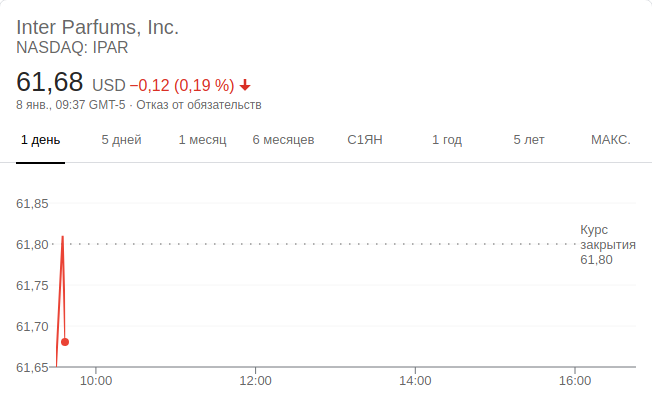 Inter Parfums, Inc.
NASDAQ: IPAR
61,68 USD −0,12 (0,19 %)
8 янв., 09:37 GMT-5 · Отказ от обязательств
1 день 5 дней 1 месяц 6 месяцев С1ЯН 1 год 5 лет МАКС.
61,85
61,80
61,75
61,70
61,65
Курс
закрытия
61,80
10:00 12:00 14:00 16:00